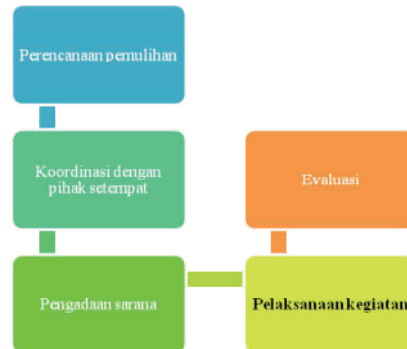 Perencanaan pemulihan
Koordinasi dengan
pihak setempat
Pengadaan sarana
Pelaksanaan kegiatan
Evaluasi